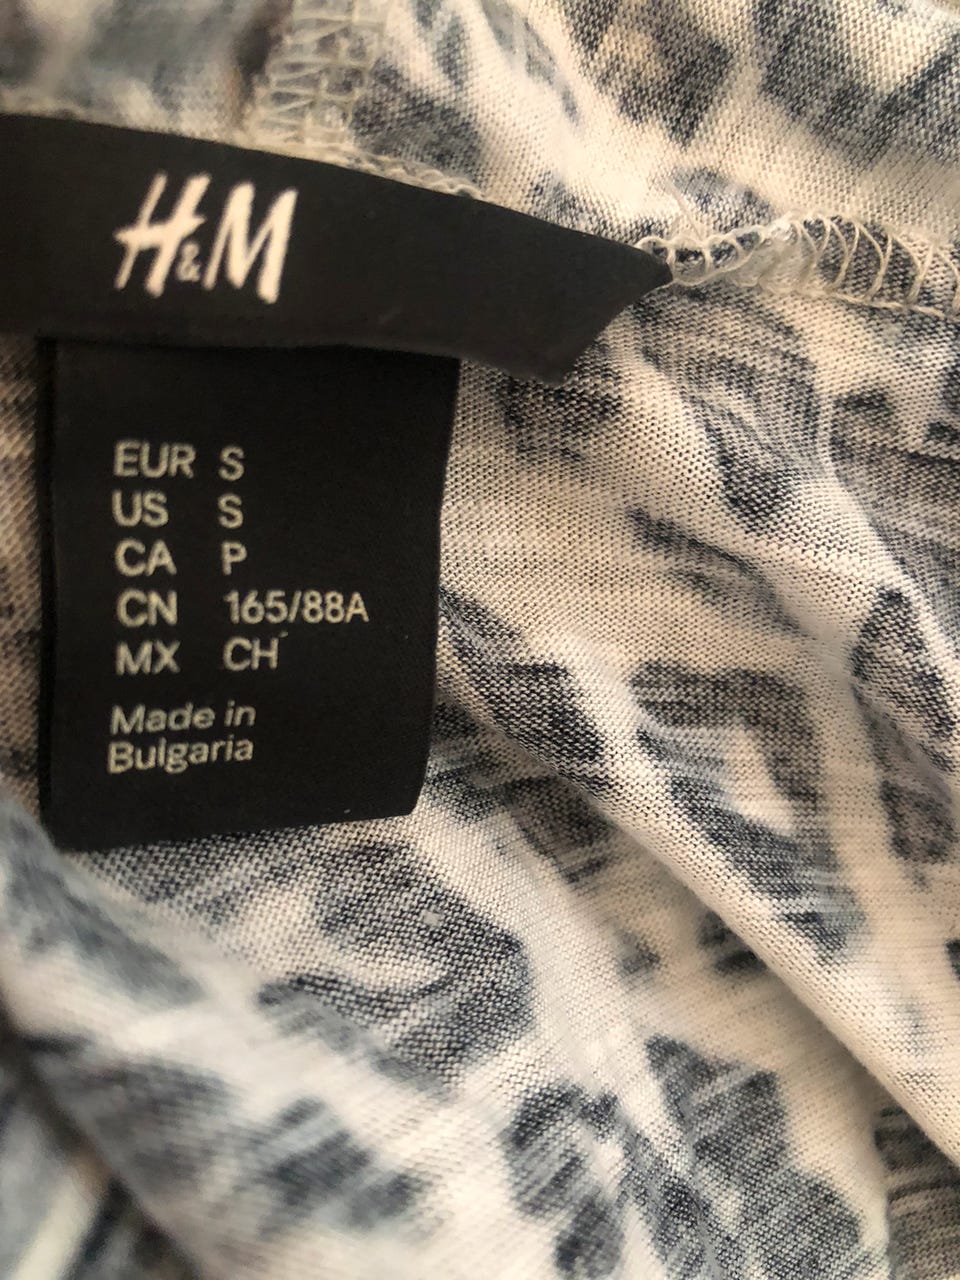 H&M
EUR S
US S
CA P
CN 165/88A
MX CH
Made in
Bulgaria